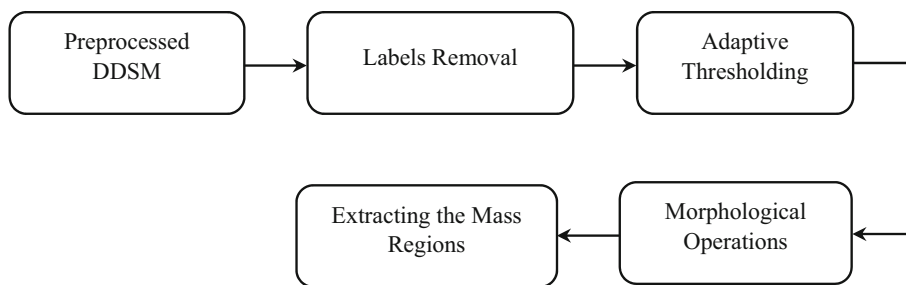 Preprocessed
DDSM
Labels Removal
Adaptive
Thresholding
Morphological
Operations
Extracting the Mass
Regions